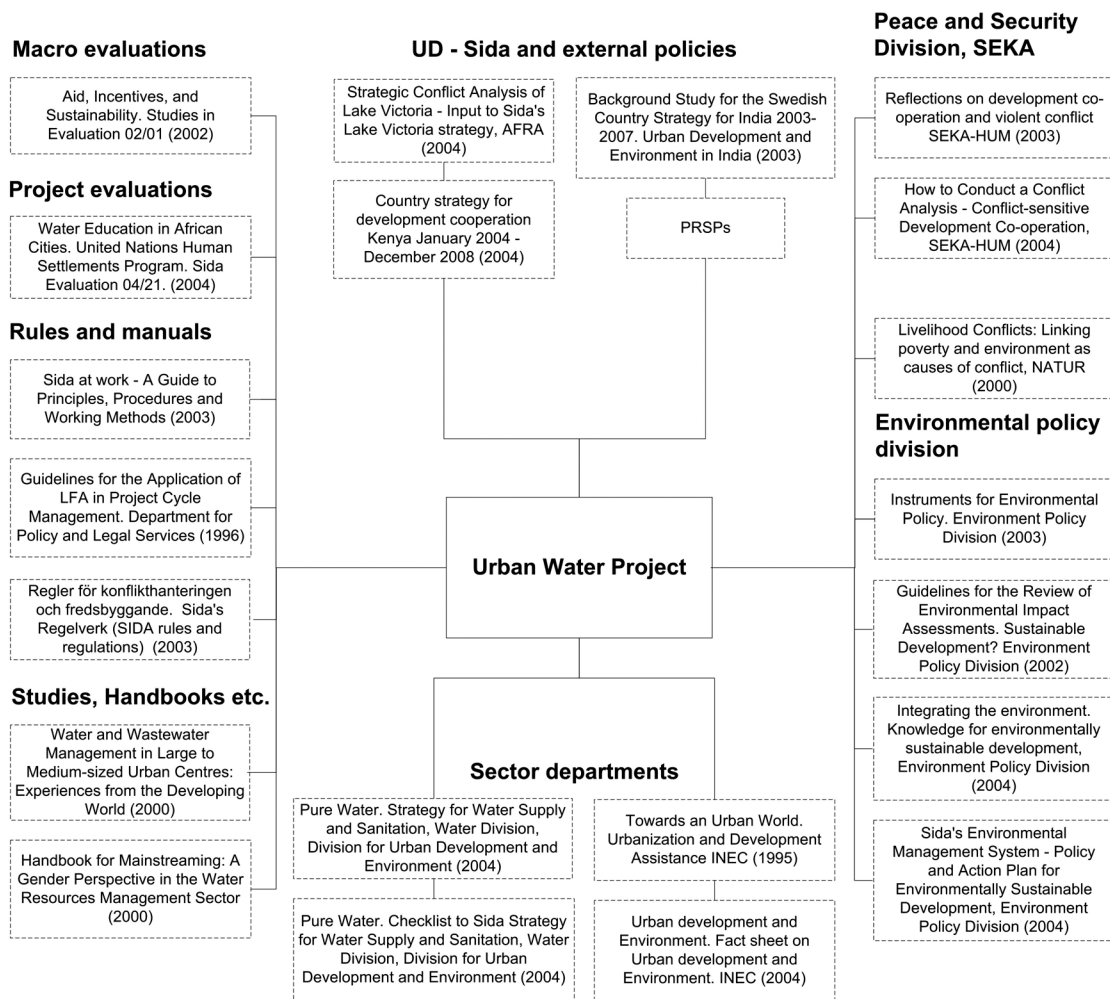 Macro evaluations
Aid, Incentives, and
Sustainability. Studies in
Evaluation 02/01 (2002)
Project evaluations
Water Education in African
Cities. United Nations Human
Settlements Program. Sida
Evaluation 04/21. (2004)
Rules and manuals
Sida at work - A Guide to
Principles, Procedures and
Working Methods (2003)
Guidelines for the Application of
LFA in Project Cycle
Management. Department for
Policy and Legal Services (1996)
Regler för konflikthanteringen
och fredsbyggande.  Sida's
Regelverk (SIDA rules and
regulations)  (2003)
Studies, Handbooks etc.
Water and Wastewater
Management in Large to
Medium-sized Urban Centres:
Experiences from the Developing
World (2000)
Handbook for Mainstreaming: A
Gender Perspective in the Water
Resources Management Sector
(2000)
UD - Sida and external policies
Strategic Conflict Analysis of
Lake Victoria - Input to Sida's
Lake Victoria strategy, AFRA
(2004)
Country strategy for
development cooperation
Kenya January 2004 -
December 2008 (2004)
Background Study for the Swedish
Country Strategy for India 2003-
2007. Urban Development and
Environment in India (2003)
PRSPs
Urban Water Project
Sector departments
Pure Water. Strategy for Water Supply
and Sanitation, Water Division,
Division for Urban Development and
Environment (2004)
Pure Water. Checklist to Sida Strategy
for Water Supply and Sanitation, Water
Division, Division for Urban
Development and Environment (2004)
Towards an Urban World.
Urbanization and Development
Assistance INEC (1995)
Urban development and
Environment. Fact sheet on
Urban development and
Environment. INEC (2004)
Peace and Security
Division, SEKA
Reflections on development co-
operation and violent conflict
SEKA-HUM (2003)
How to Conduct a Conflict
Analysis - Conflict-sensitive
Development Co-operation,
SEKA-HUM (2004)
Livelihood Conflicts: Linking
poverty and environment as
causes of conflict, NATUR
(2000)
Environmental policy
division
Instruments for Environmental
Policy. Environment Policy
Division (2003)
Guidelines for the Review of
Environmental Impact
Assessments. Sustainable
Development? Environment
Policy Division (2002)
Integrating the environment.
Knowledge for environmentally
sustainable development,
Environment Policy Division
(2004)
Sida's Environmental
Management System - Policy
and Action Plan for
Environmentally Sustainable
Development, Environment
Policy Division (2004)